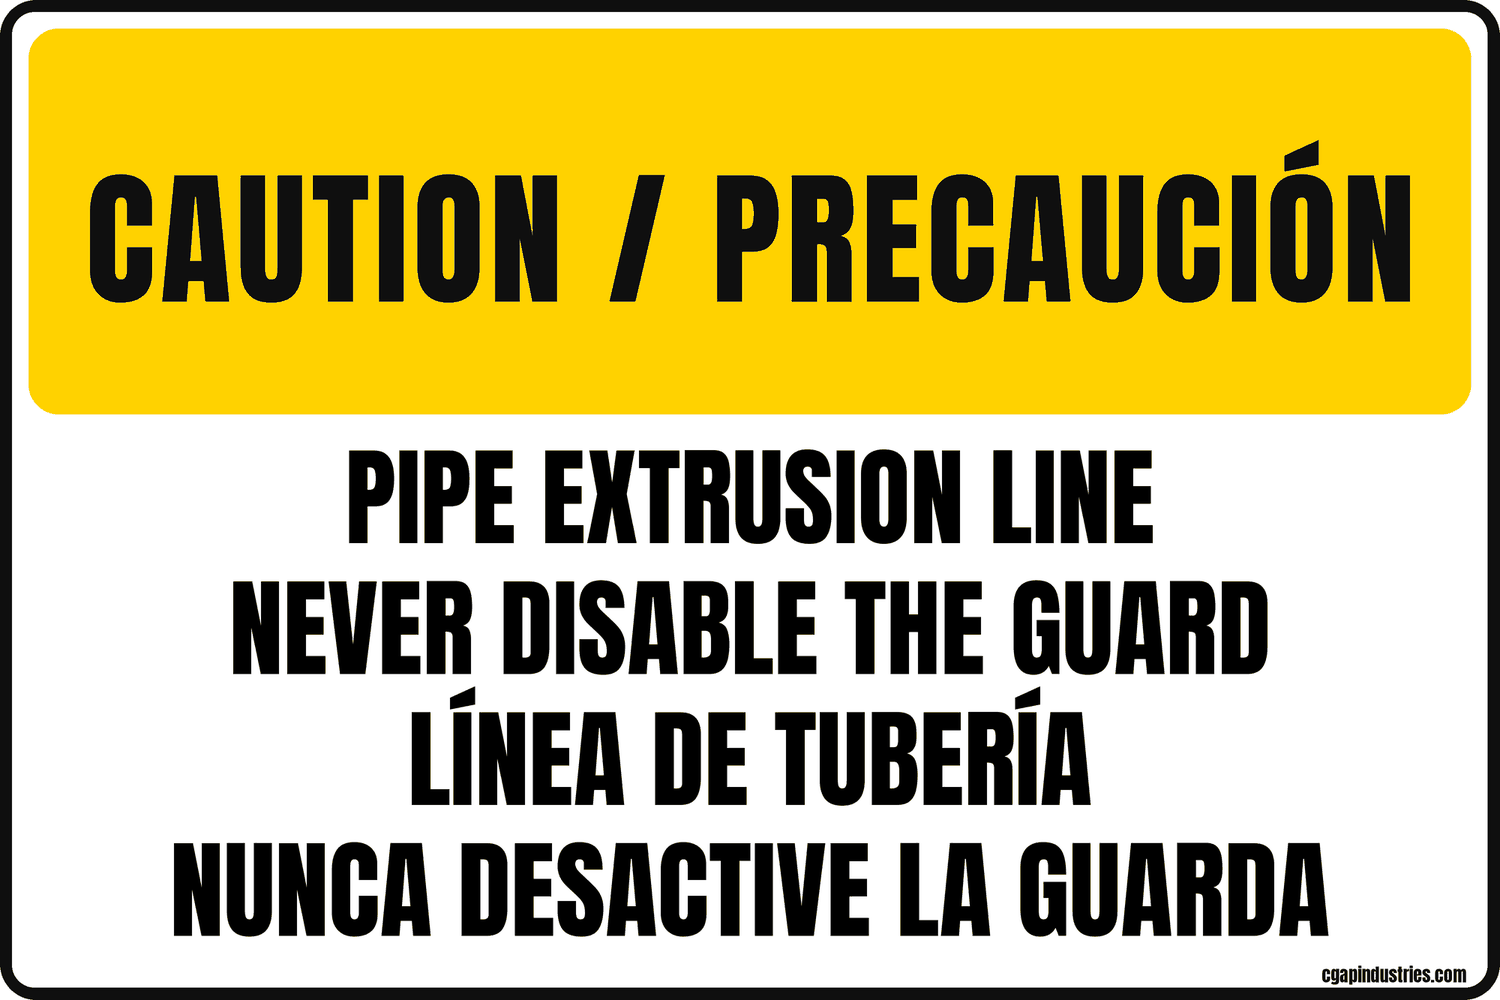 CAUTION / PRECAUCIÓN
PIPE EXTRUSION LINE
NEVER DISABLE THE GUARD
LÍNEA DE TUBERÍA
NUNCA DESACTIVE LA GUARDA
cgapindustries.com